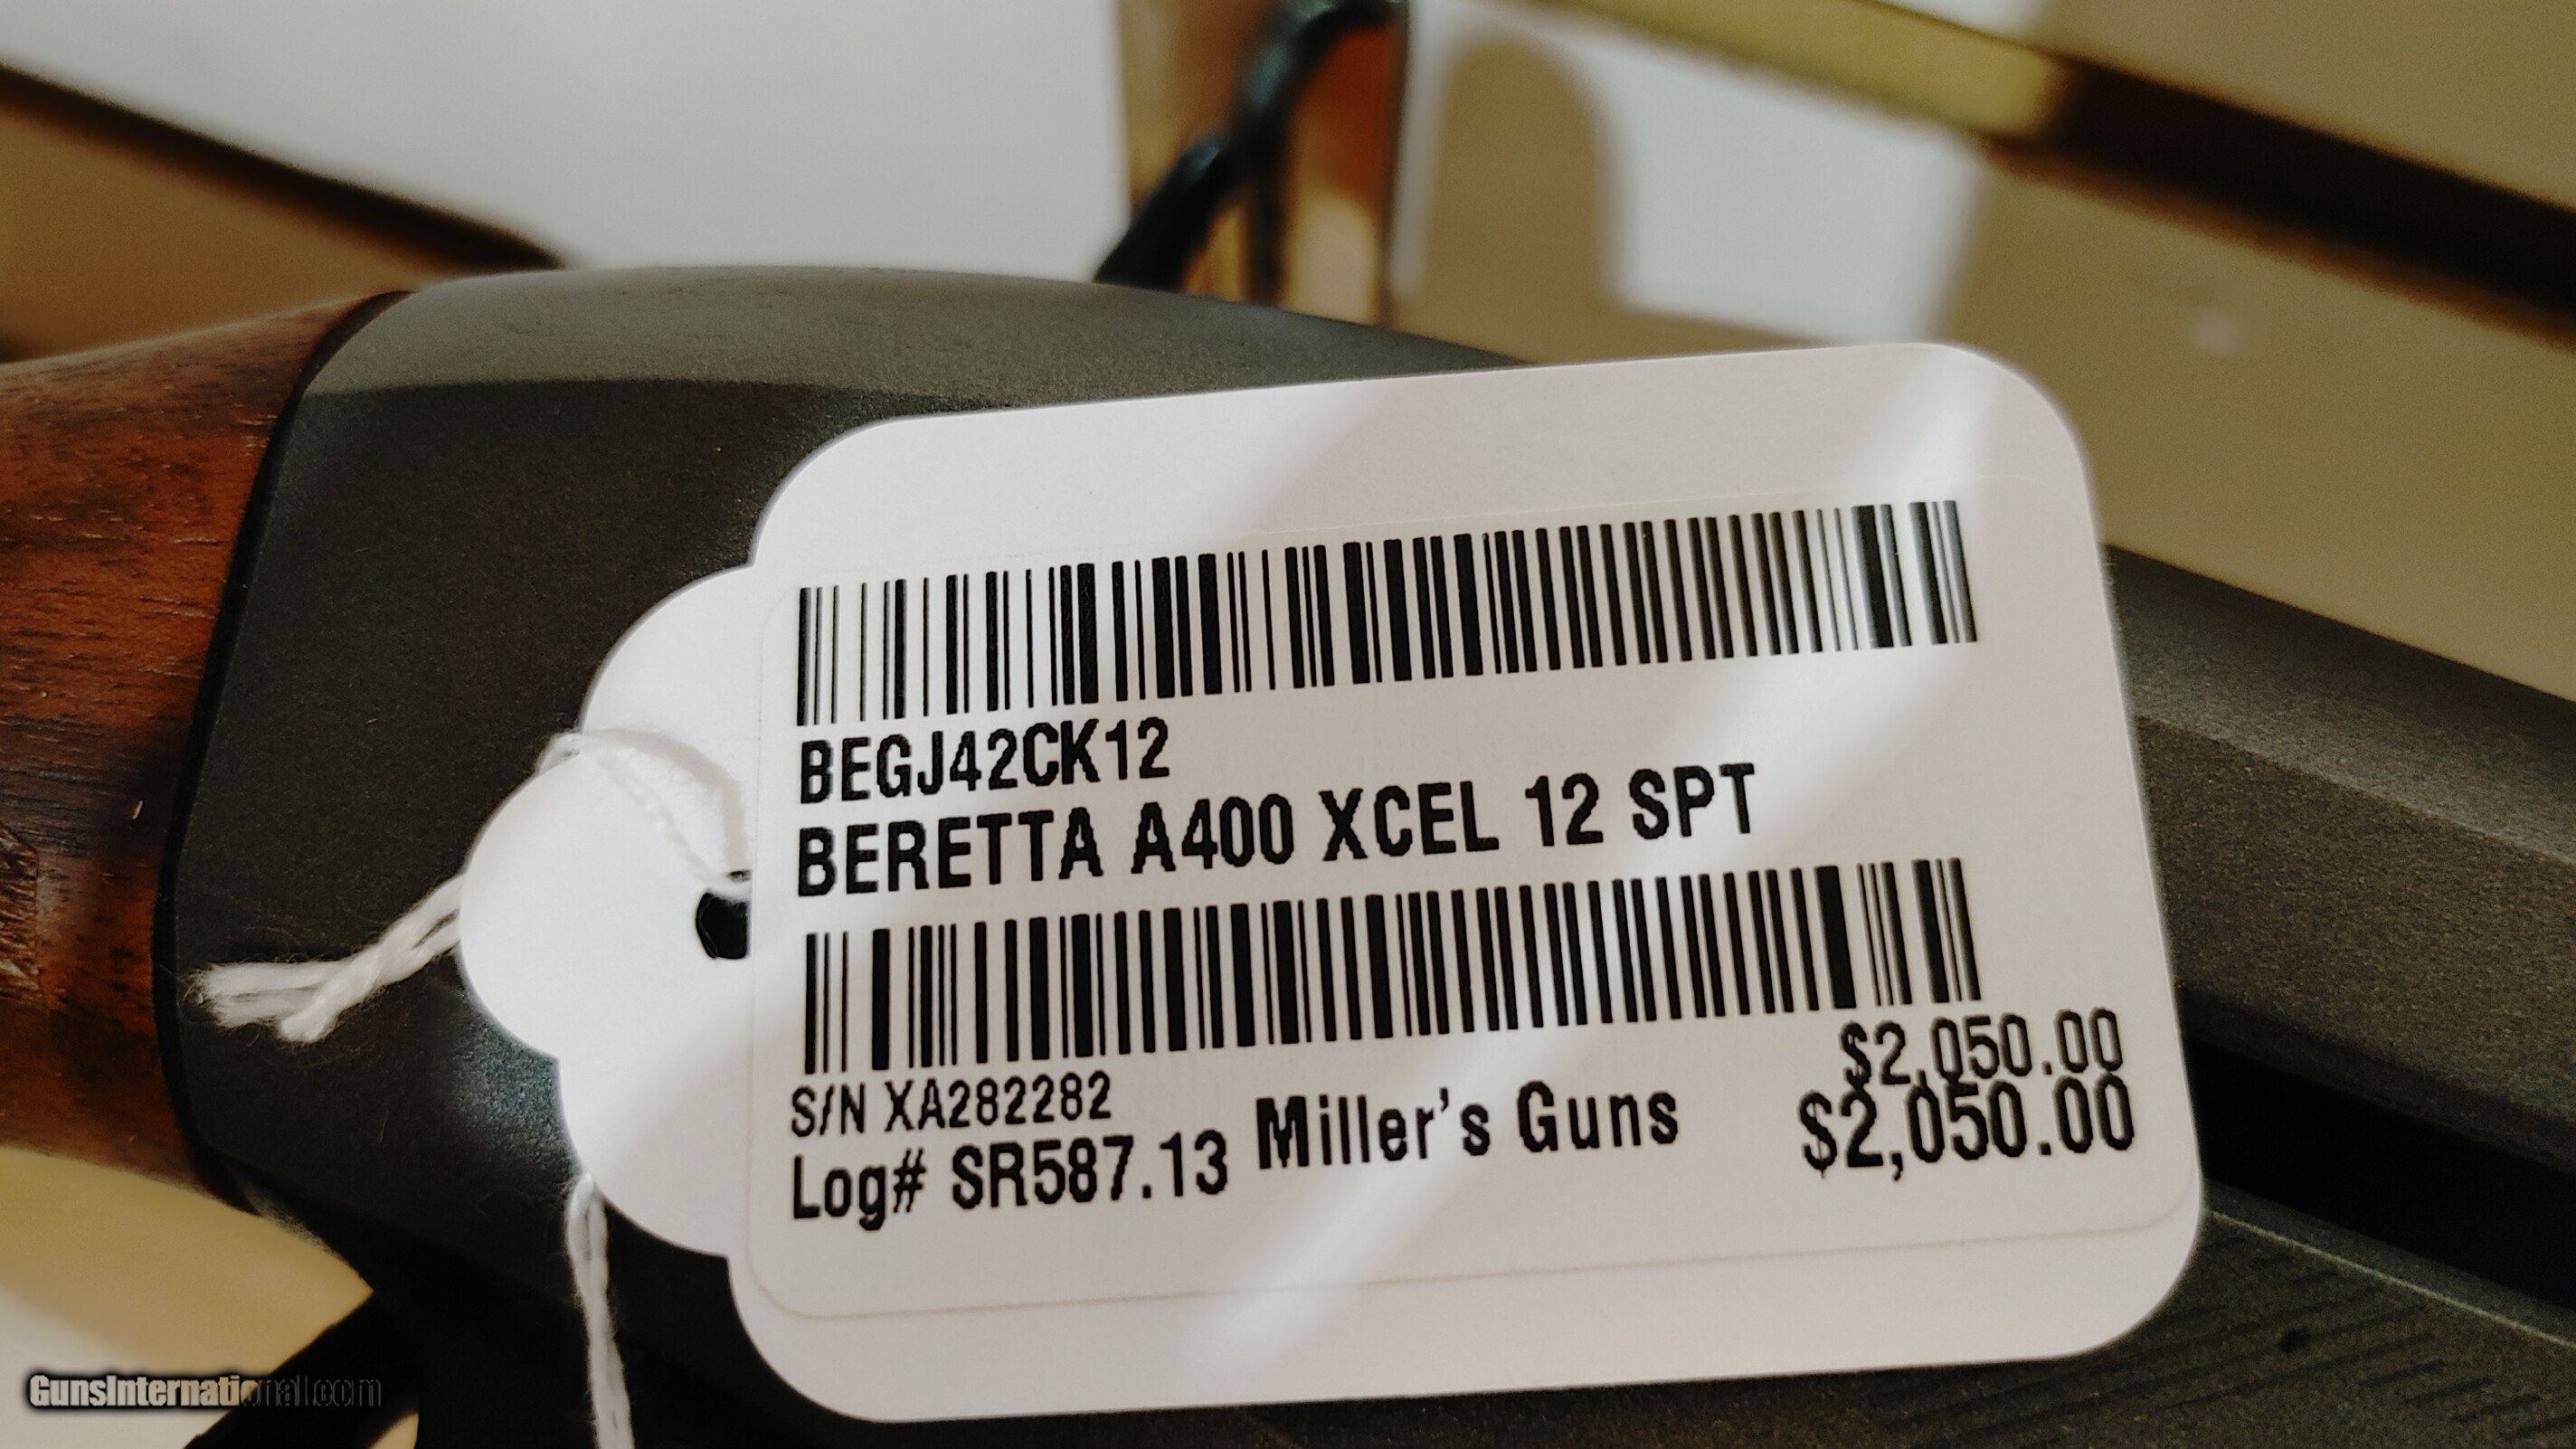 BEGJ42CK12
BERETTA A400 XCEL 12 SPT
$2,050.00
S/N XA282282
Log# SR587.13 Miller's Guns $2,050.00
GunsInternational.com